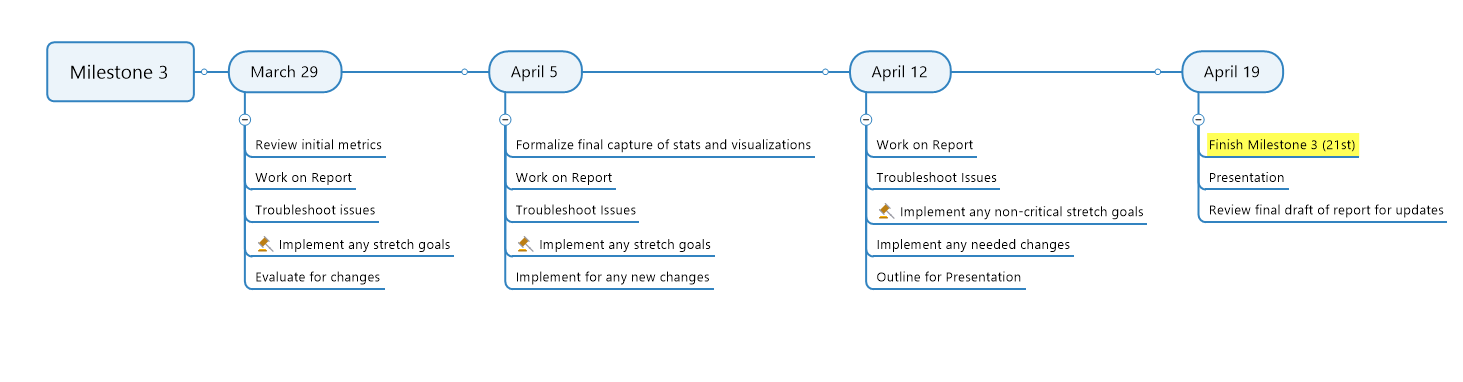 Milestone 3
March 29
Review initial metrics
Work on Report
Troubleshoot issues
Implement any stretch goals
Evaluate for changes
April 5
Formalize final capture of stats and visualizations
Work on Report
Troubleshoot Issues
Implement any stretch goals
Implement for any new changes
April 12
Work on Report
Troubleshoot Issues
Implement any non-critical stretch goals
Implement any needed changes
Outline for Presentation
April 19
Finish Milestone 3 (21st)
Presentation
Review final draft of report for updates